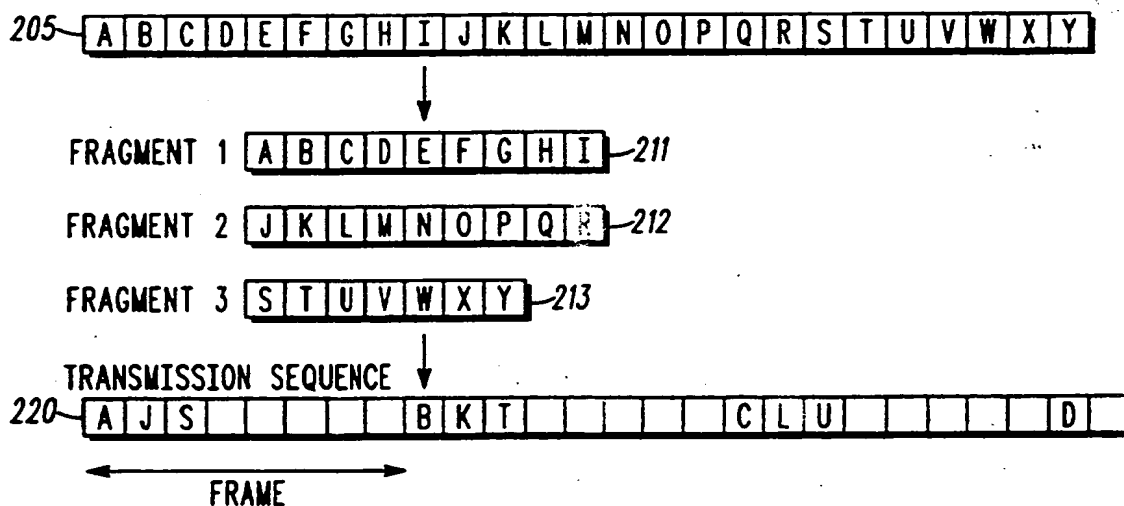 205 A B C D E F G H I J K L M N O P Q R S T U V W X Y
FRAGMENT 1 A B C D E F G H I 211
FRAGMENT 2 J K L M N O P Q R 212
FRAGMENT 3 S T U V W X Y 213
TRANSMISSION SEQUENCE
220 A J S B K T C L U D
FRAME